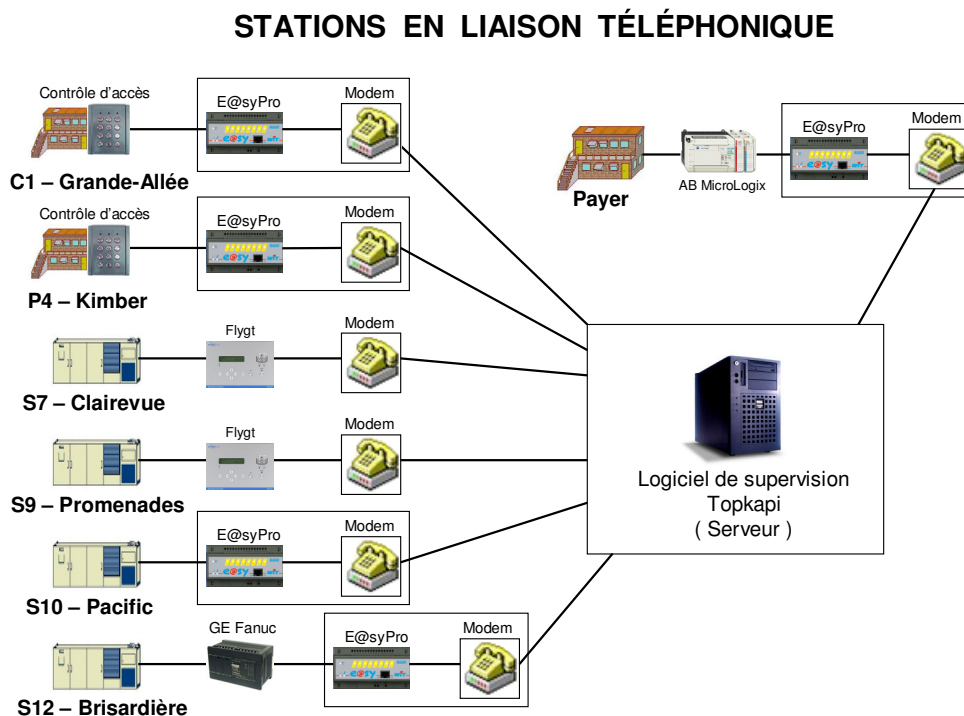 STATIONS EN LIAISON TÉLÉPHONIQUE
Contrôle d'accès
E@syPro
Modem
C1 – Grande-Allée
E@syPro
Modem
AB MicroLogix
Payer
Contrôle d'accès
E@syPro
Modem
P4 – Kimber
Flygt
Modem
S7 – Clairevue
Flygt
Modem
S9 – Promenades
Logiciel de supervision
Topkapi
( Serveur )
E@syPro
Modem
S10 – Pacific
GE Fanuc
E@syPro
Modem
S12 – Brisardière